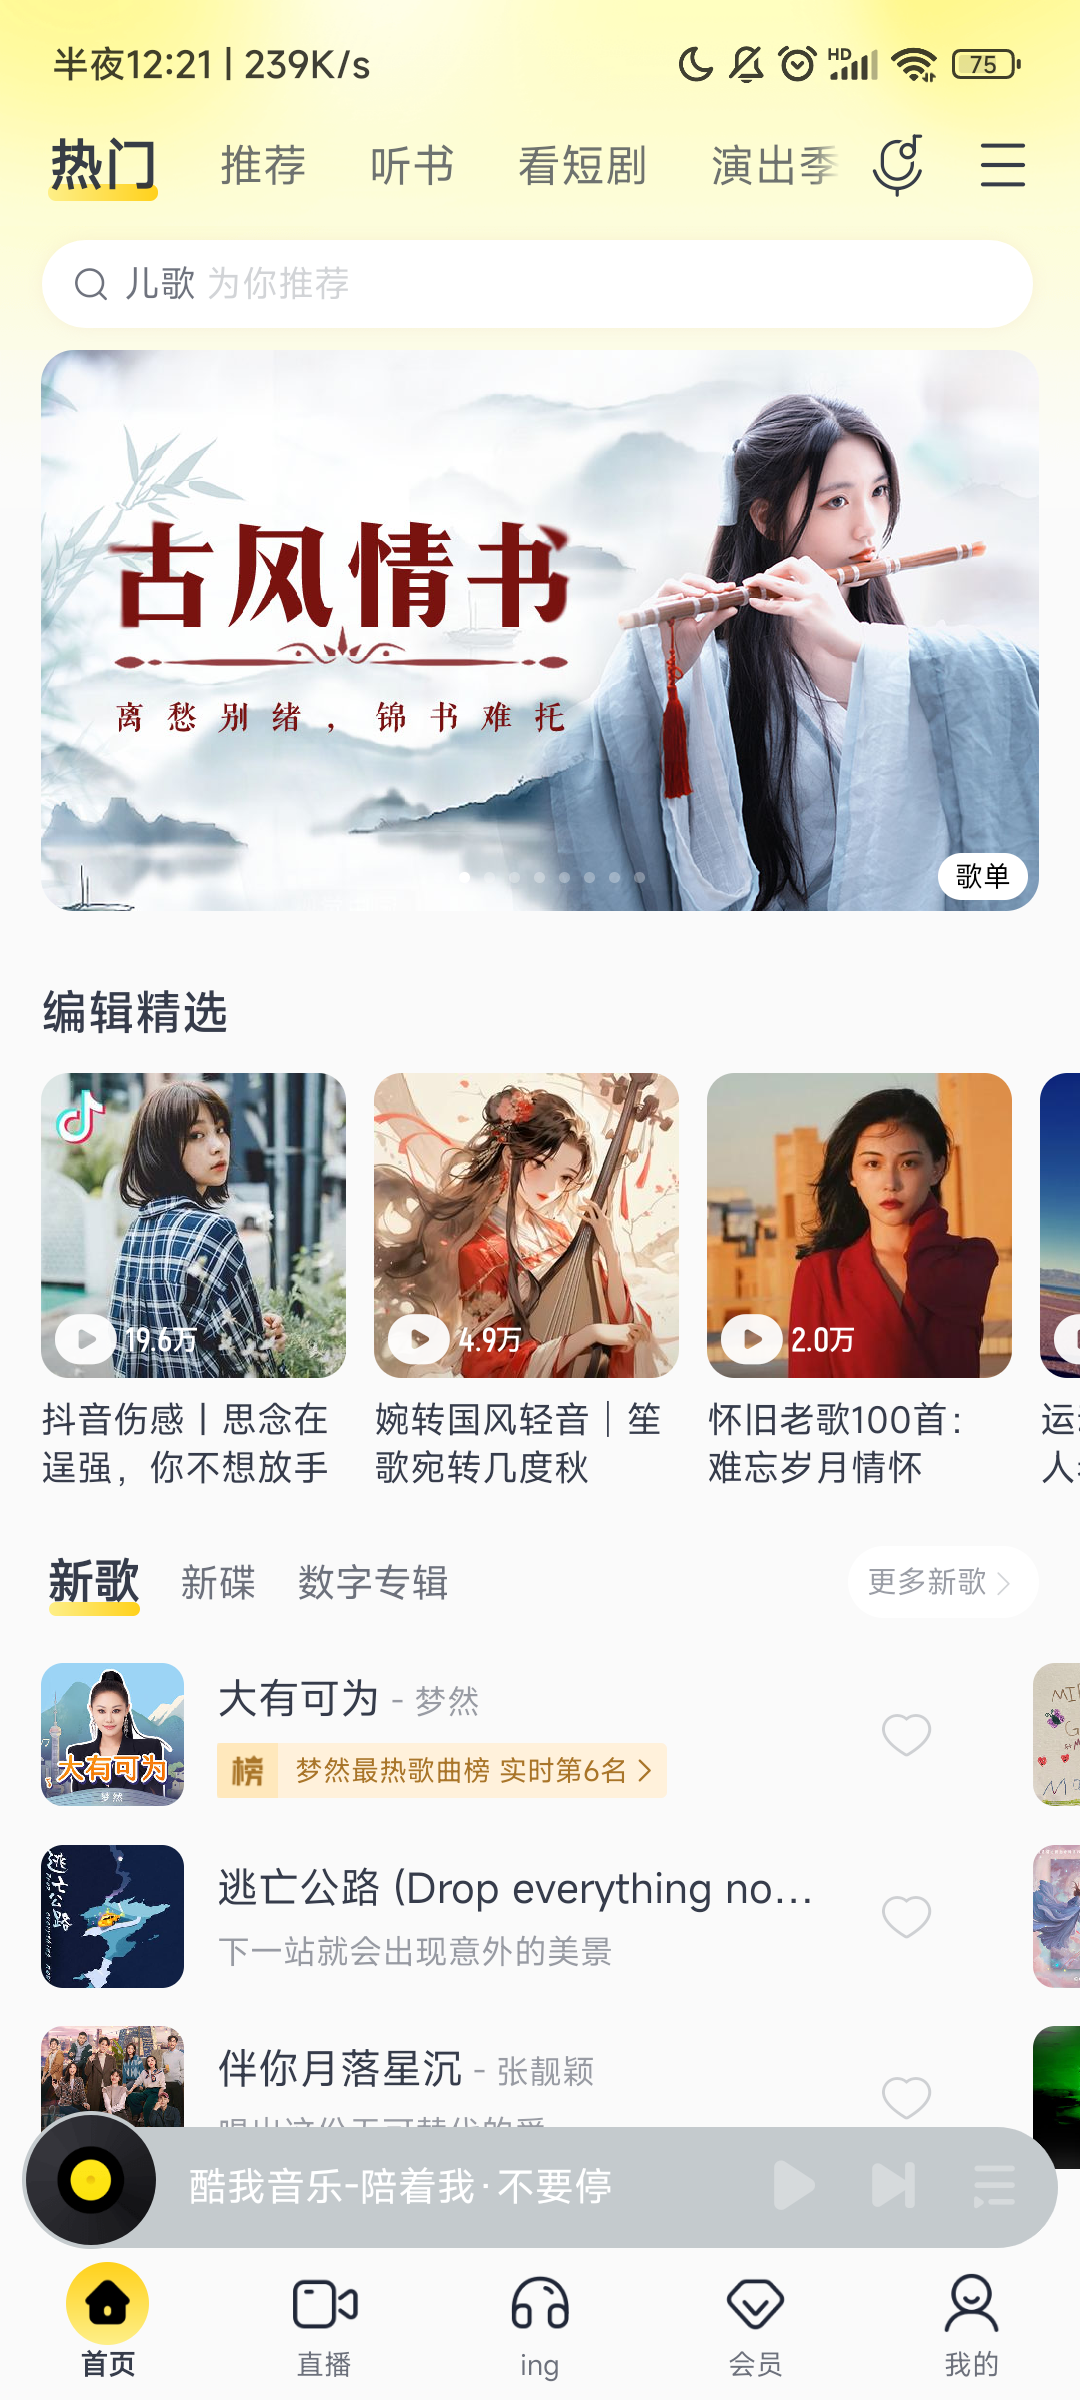 半夜12:21 | 239K/s
HD
75
热门 推荐 听书 看短剧 演出季
儿歌 为你推荐
古风情书
离愁别绪，锦书难托
歌单
编辑精选
19.6万 4.9万 2.0万
抖音伤感丨思念在
逞强，你不想放手
婉转国风轻音｜笙
歌宛转几度秋
怀旧老歌100首：
难忘岁月情怀
运
人
新歌 新碟 数字专辑 更多新歌
大有可为
梦然
大有可为 - 梦然
榜 梦然最热歌曲榜 实时第6名
逃亡公路
逃亡公路 (Drop everything no...
下一站就会出现意外的美景
伴你月落星沉 - 张靓颖
酷我音乐-陪着我·不要停
首页 直播 ing 会员 我的